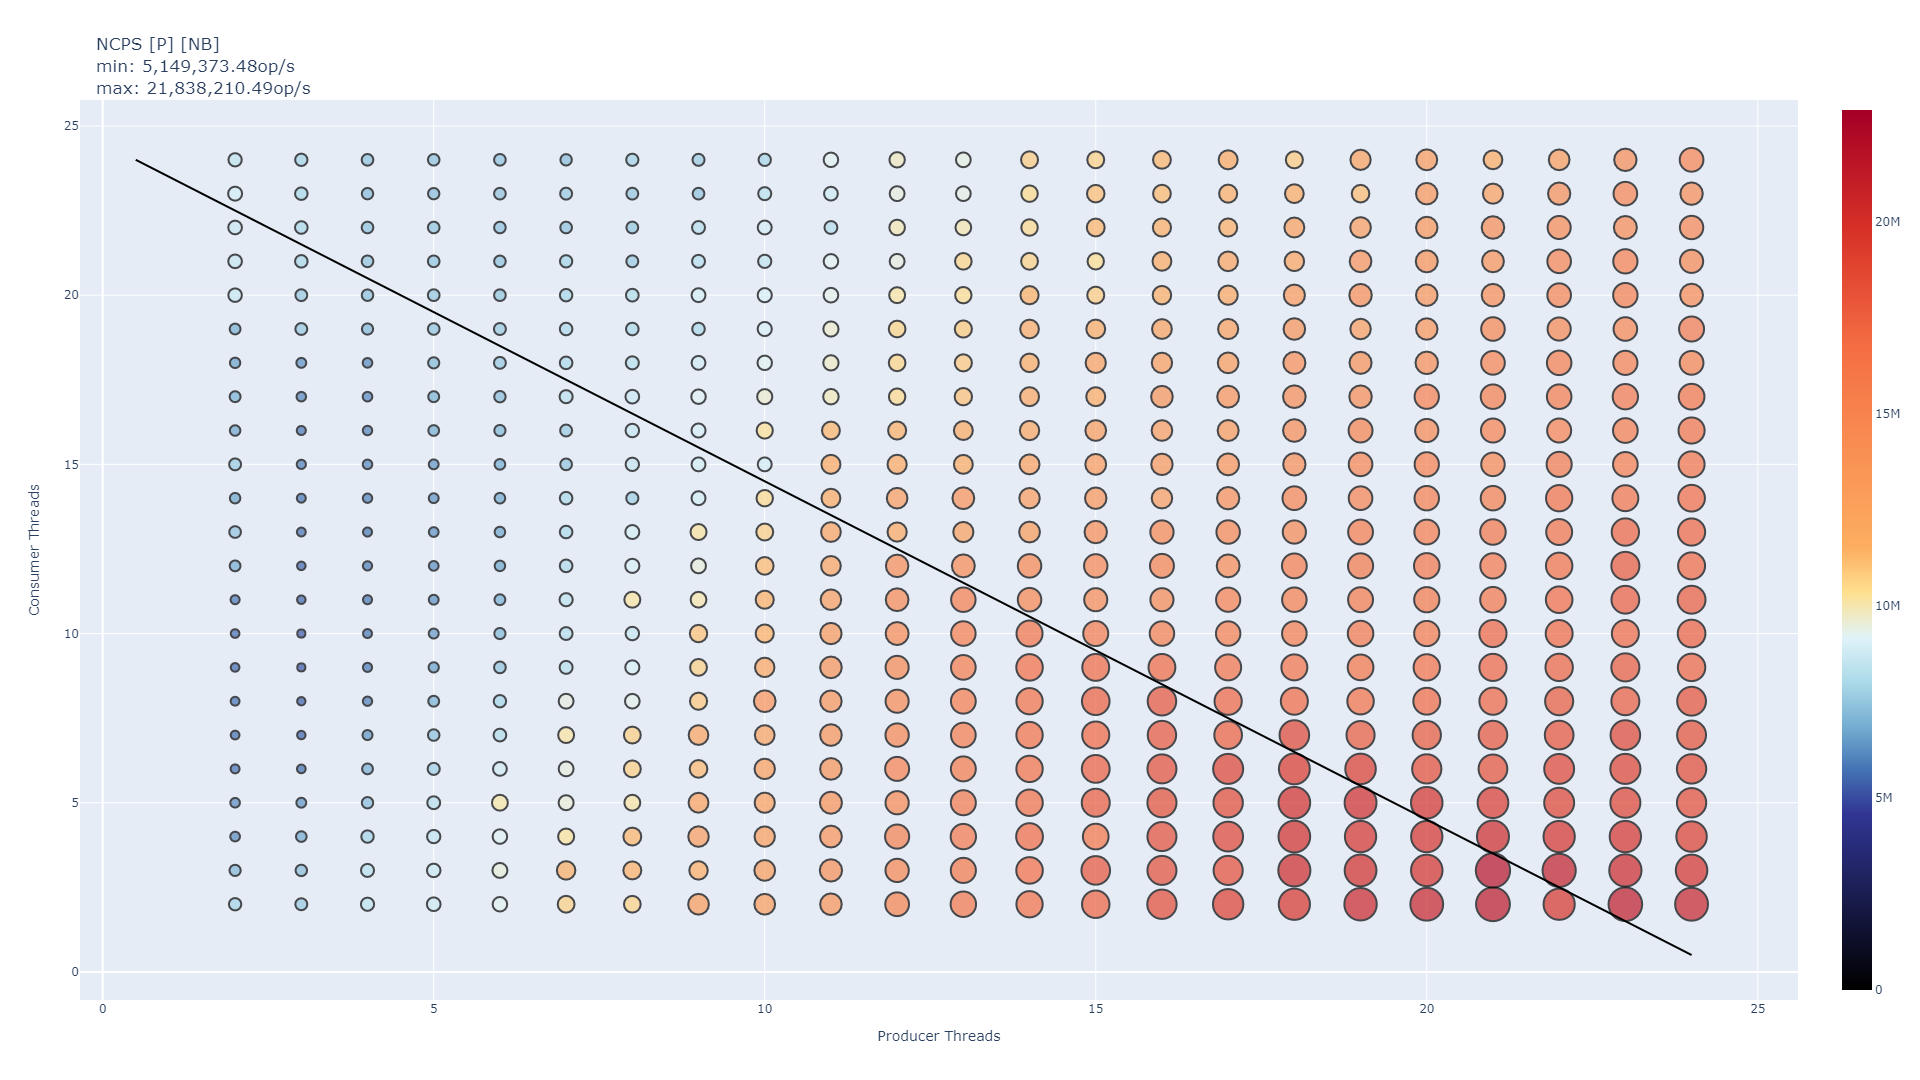 NCPS [P] [NB]
min: 5,149,373.48op/s
max: 21,838,210.49op/s
25
20
15
10
5
0
Consumer Threads
0
5
10
15
20
25
Producer Threads
20M
15M
10M
5M
0